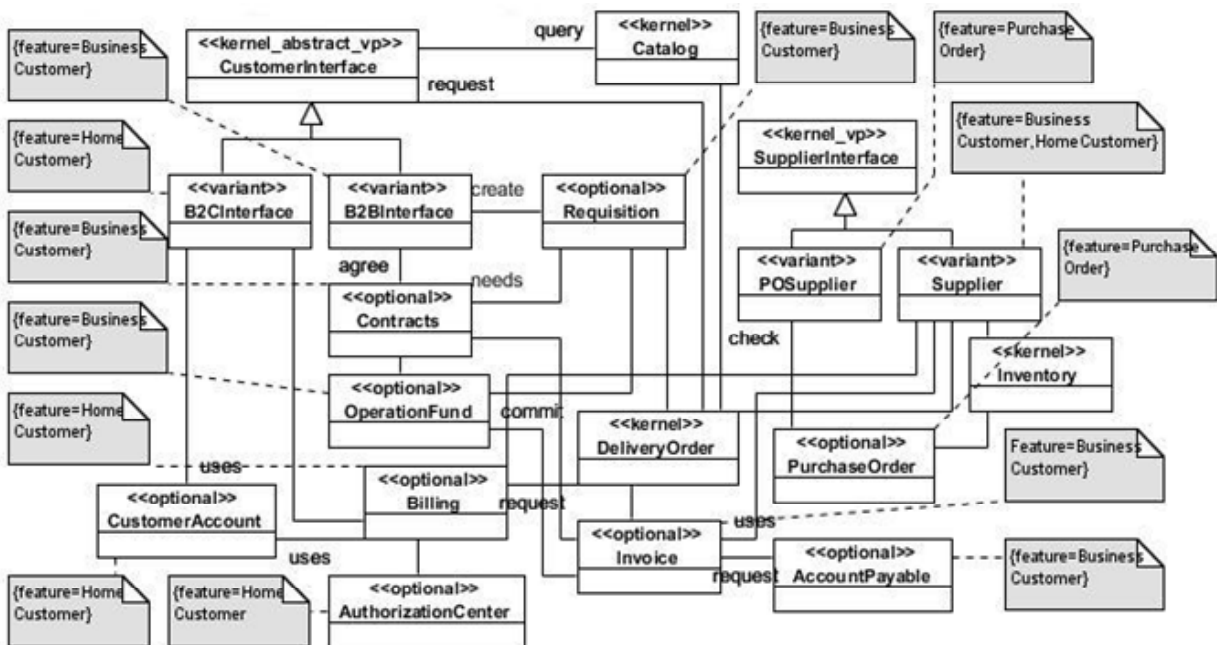 {feature=Business
Customer}
<<kernel_abstract_vp>>
CustomerInterface
query
<<kernel>>
Catalog
{feature=Business
Customer}
{feature=Purchase
Order}
request
{feature=Home
Customer}
<<kernel_vp>>
SupplierInterface
{feature=Business
Customer,Home Customer}
<<variant>>
B2CInterface
<<variant>>
B2BInterface
create
<<optional>>
Requisition
{feature=Business
Customer}
agree
needs
<<variant>>
POSupplier
<<variant>>
Supplier
{feature=Purchase
Order}
<<optional>>
Contracts
{feature=Business
Customer}
check
<<kernel>>
Inventory
<<optional>>
OperationFund
commit
{feature=Home
Customer}
<<kernel>>
DeliveryOrder
<<optional>>
PurchaseOrder
Feature=Business
Customer}
uses
<<optional>>
CustomerAccount
<<optional>>
Billing
request
uses
<<optional>>
Invoice
uses
request
<<optional>>
AccountPayable
{feature=Business
Customer}
{feature=Home
Customer}
{feature=Home
Customer
<<optional>>
AuthorizationCenter